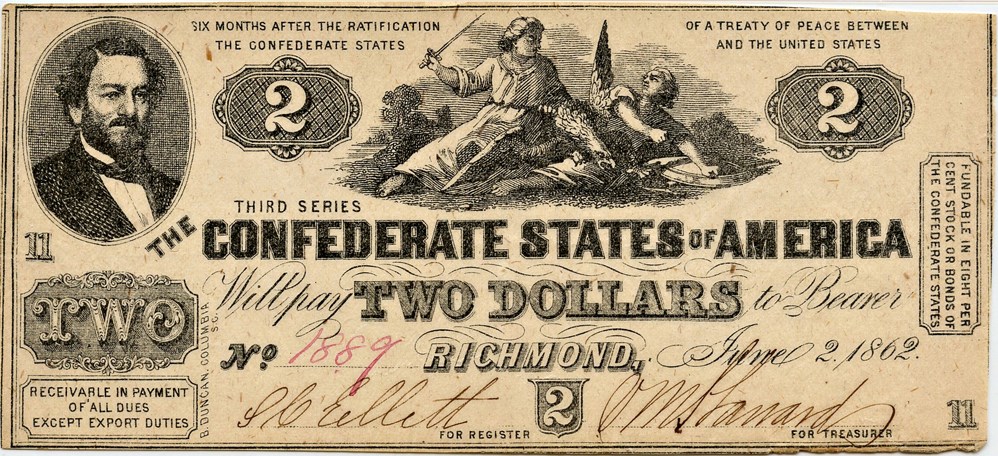 SIX MONTHS AFTER THE RATIFICATION
THE CONFEDERATE STATES
OF A TREATY OF PEACE BETWEEN
AND THE UNITED STATES
2
2
THIRD SERIES
THE CONFEDERATE STATES OF AMERICA
11
Will pay TWO DOLLARS to Bearer
TWO
No. 1889
RICHMOND, June 2, 1862.
RECEIVABLE IN PAYMENT
OF ALL DUES
EXCEPT EXPORT DUTIES
B. DUNCAN, COLUMBIA
S.C.
FUNDABLE IN EIGHT PER
CENT STOCK OR BONDS OF
THE CONFEDERATE STATES
2
FOR REGISTER
FOR TREASURER
11